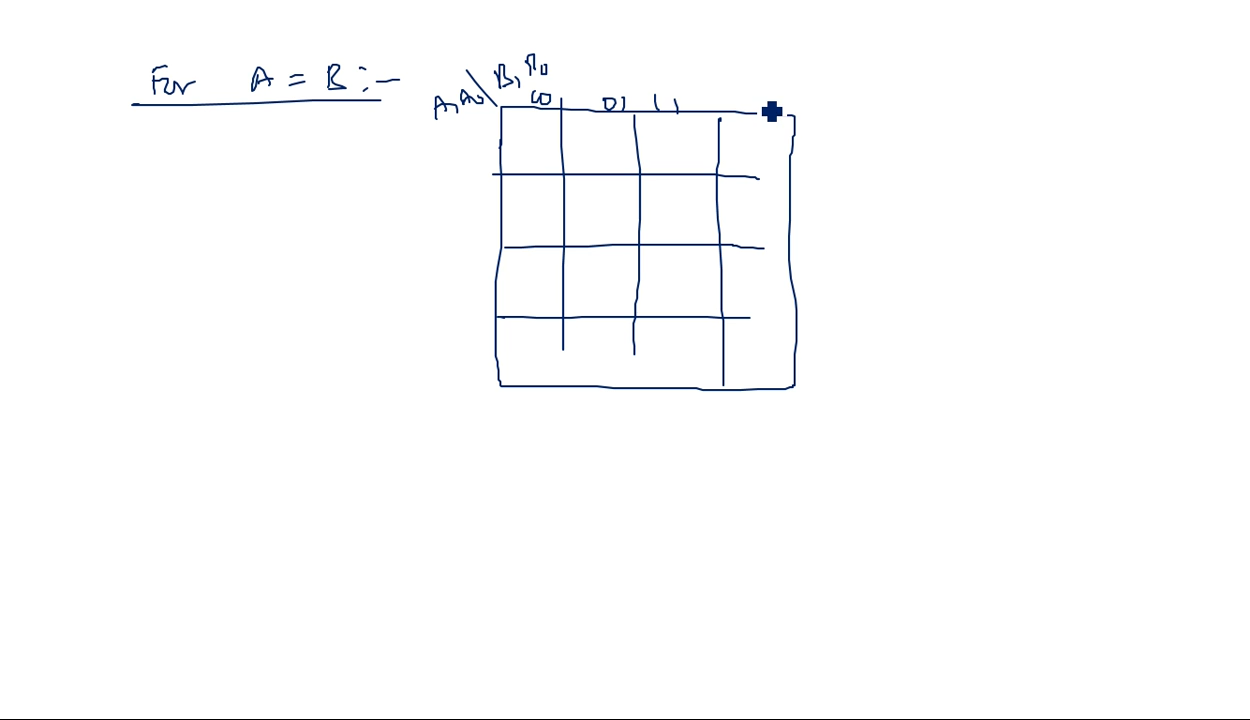 For A = B :-
A₁A₀ \ B₁B₀
00 01 11